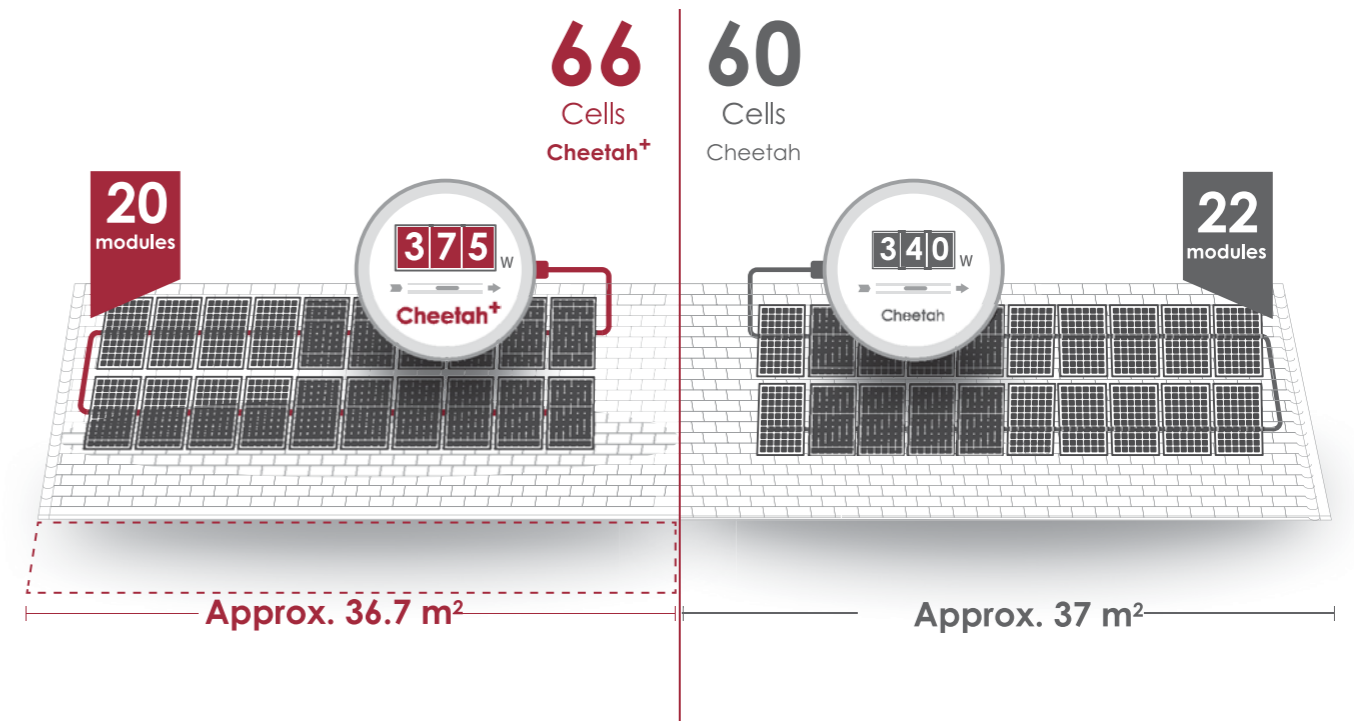 66
Cells
Cheetah+
60
Cells
Cheetah
20
modules
375 W
Cheetah+
340 W
Cheetah
22
modules
Approx. 36.7 m²
Approx. 37 m²